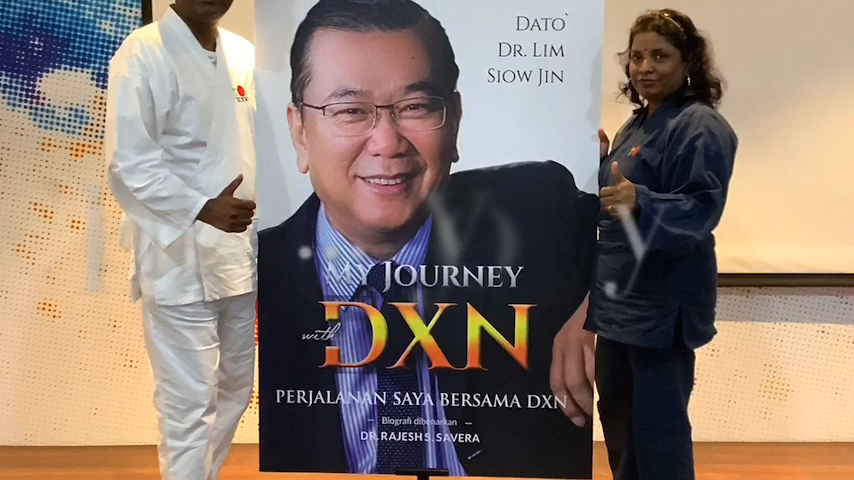 DATO`
DR. LIM
SIOW JIN
MY JOURNEY
with DXN
PERJALANAN SAYA BERSAMA DXN
Biografi dibenarkan
DR. RAJESH S. SAVERA